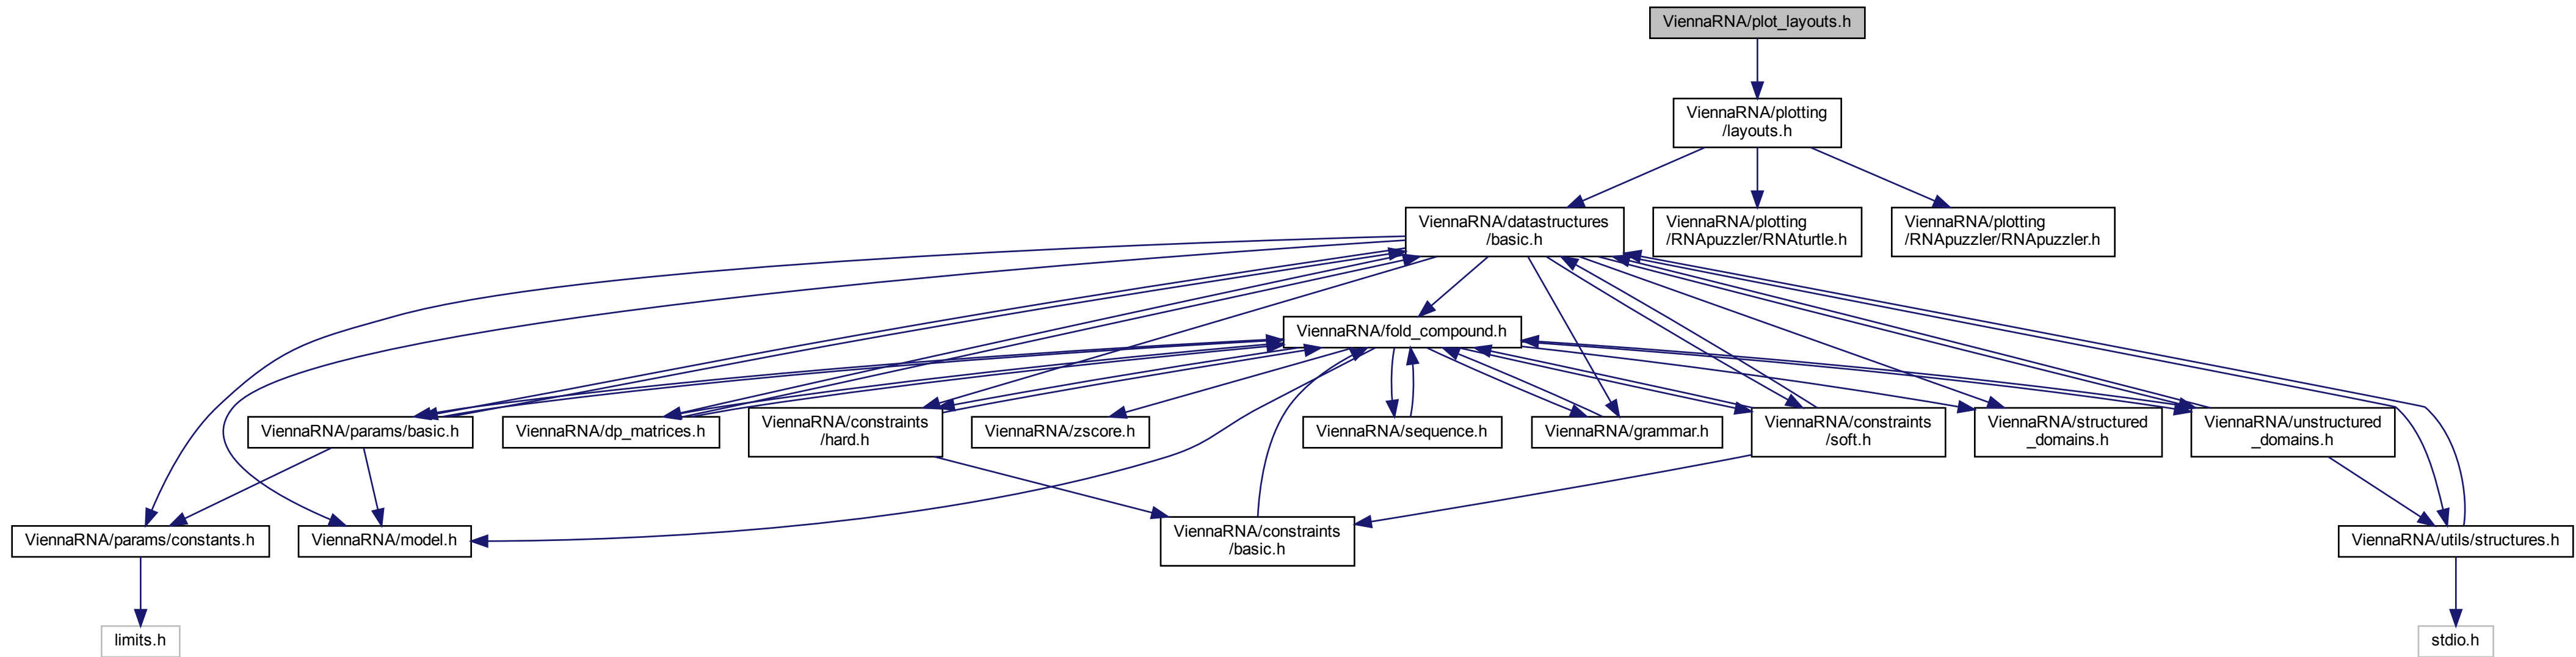 ViennaRNA/plot_layouts.h
ViennaRNA/plotting
/layouts.h
ViennaRNA/datastructures
/basic.h
ViennaRNA/plotting
/RNApuzzler/RNAturtle.h
ViennaRNA/plotting
/RNApuzzler/RNApuzzler.h
ViennaRNA/fold_compound.h
ViennaRNA/params/basic.h
ViennaRNA/dp_matrices.h
ViennaRNA/constraints
/hard.h
ViennaRNA/zscore.h
ViennaRNA/sequence.h
ViennaRNA/grammar.h
ViennaRNA/constraints
/soft.h
ViennaRNA/structured
_domains.h
ViennaRNA/unstructured
_domains.h
ViennaRNA/params/constants.h
ViennaRNA/model.h
ViennaRNA/constraints
/basic.h
ViennaRNA/utils/structures.h
limits.h
stdio.h